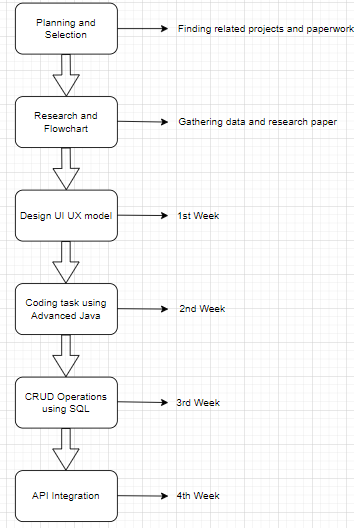 Planning and
Selection
Finding related projects and paperwork
Research and
Flowchart
Gathering data and research paper
Design UI UX model
1st Week
Coding task using
Advanced Java
2nd Week
CRUD Operations
using SQL
3rd Week
API Integration
4th Week